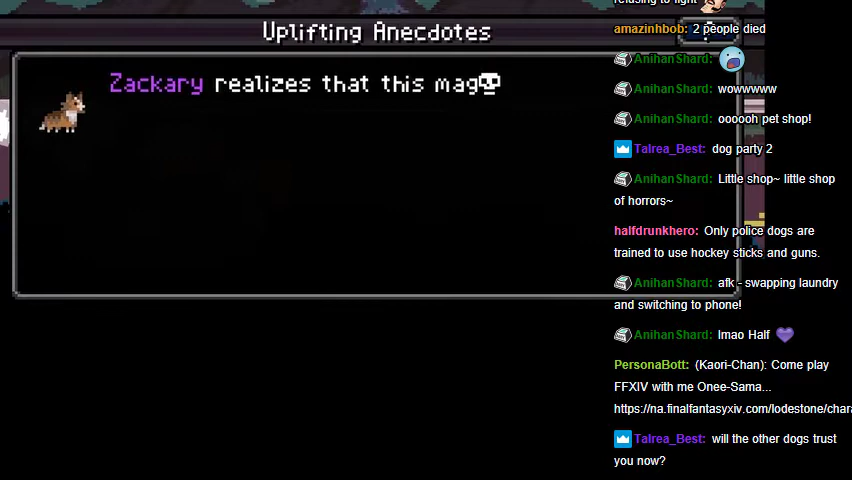 refusing to fight
Uplifting Anecdotes
amazinhbob: 2 people died
AnihanShard:
Zackary realizes that this mag
AnihanShard: wowwwww
AnihanShard: oooooh pet shop!
Talrea_Best: dog party 2
AnihanShard: Little shop~ little shop
of horrors~
halfdrunkhero: Only police dogs are
trained to use hockey sticks and guns.
AnihanShard: afk - swapping laundry
and switching to phone!
AnihanShard: lmao Half
PersonaBott: (Kaori-Chan): Come play
FFXIV with me Onee-Sama...
https://na.finalfantasyxiv.com/lodestone/chara
Talrea_Best: will the other dogs trust
you now?